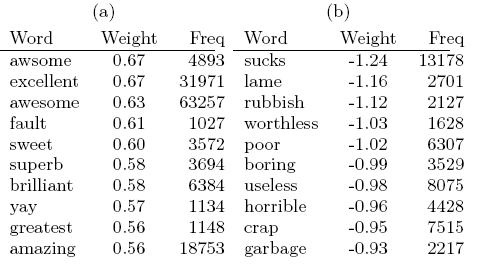 (a) (b)
Word Weight Freq Word Weight Freq
awsome 0.67 4893 sucks -1.24 13178
excellent 0.67 31971 lame -1.16 2701
awesome 0.63 63257 rubbish -1.12 2127
fault 0.61 1027 worthless -1.03 1628
sweet 0.60 3572 poor -1.02 6307
superb 0.58 3694 boring -0.99 3529
brilliant 0.58 6384 useless -0.98 8075
yay 0.57 1134 horrible -0.96 4428
greatest 0.56 1148 crap -0.95 7515
amazing 0.56 18753 garbage -0.93 2217